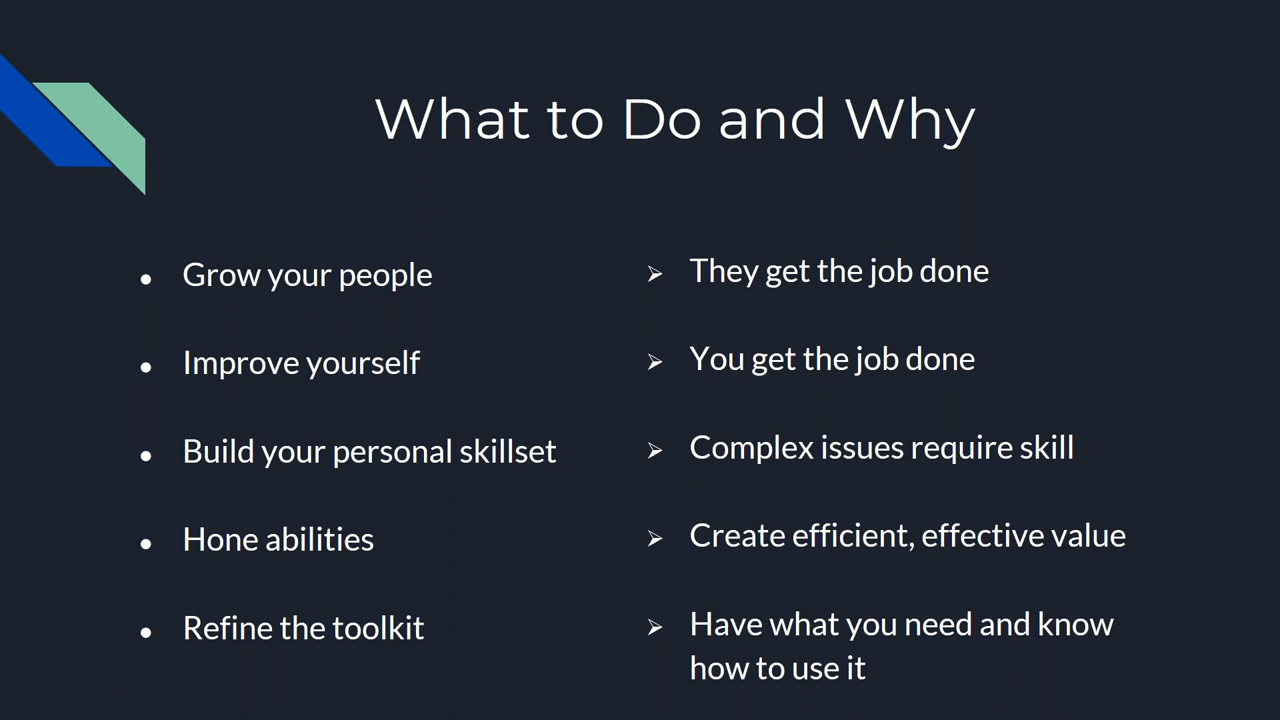 What to Do and Why
Grow your people
Improve yourself
Build your personal skillset
Hone abilities
Refine the toolkit
They get the job done
You get the job done
Complex issues require skill
Create efficient, effective value
Have what you need and know
how to use it